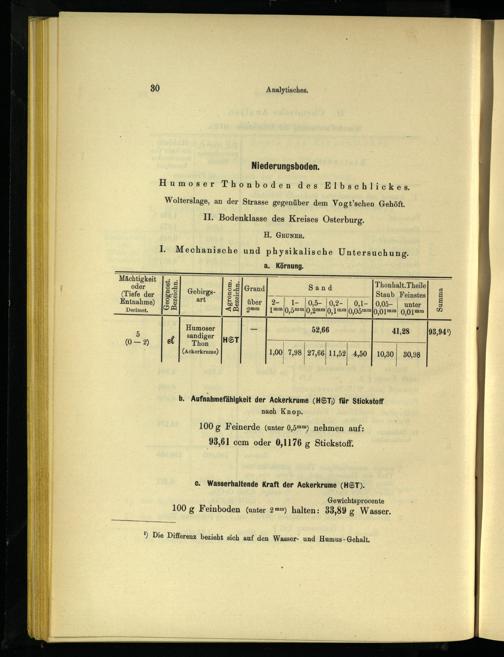 30
Analytisches.
Niederungsboden.
Humoser Thonboden des Elbschlickes.
Wolterslage, an der Strasse gegenüber dem Vogt'schen Gehöft.
II. Bodenklasse des Kreises Osterburg.
H. Gruner.
I. Mechanische und physikalische Untersuchung.
a. Körnung.
Mächtigkeit oder (Tiefe der Entnahme) Decimet.
Geognost. Bezeichn.
Gebirgsart
Agronom. Bezeichn.
Grand über 2mm
Sand
2–1mm 1–0,5mm 0,5–0,2mm 0,2–0,1mm 0,1–0,05mm
Thonhalt. Theile
Staub 0,05–0,01mm Feinstes unter 0,01mm
Summa
5 (0—2)
Humoser sandiger Thon (Ackerkrume)
HST
—
52,66
41,28
93,94¹)
1,00 7,98 27,66 11,52 4,50 10,30 30,98
b. Aufnahmefähigkeit der Ackerkrume (HST) für Stickstoff
nach Knop.
100 g Feinerde (unter 0,5mm) nehmen auf:
93,61 ccm oder 0,1176 g Stickstoff.
c. Wasserhaltende Kraft der Ackerkrume (HST).
Gewichtsprocente
100 g Feinboden (unter 2mm) halten: 33,89 g Wasser.
¹) Die Differenz bezieht sich auf den Wasser- und Humus-Gehalt.